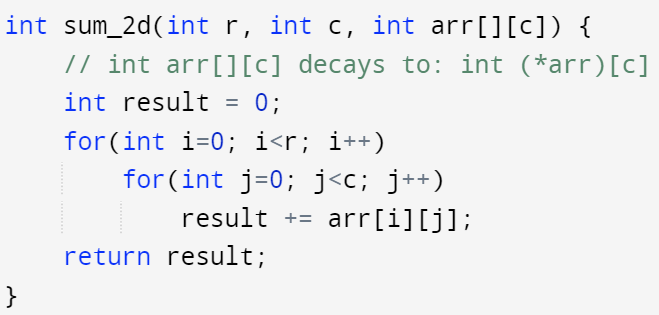 int sum_2d(int r, int c, int arr[][c]) {
    // int arr[][c] decays to: int (*arr)[c]
    int result = 0;
    for(int i=0; i<r; i++)
        for(int j=0; j<c; j++)
            result += arr[i][j];
    return result;
}